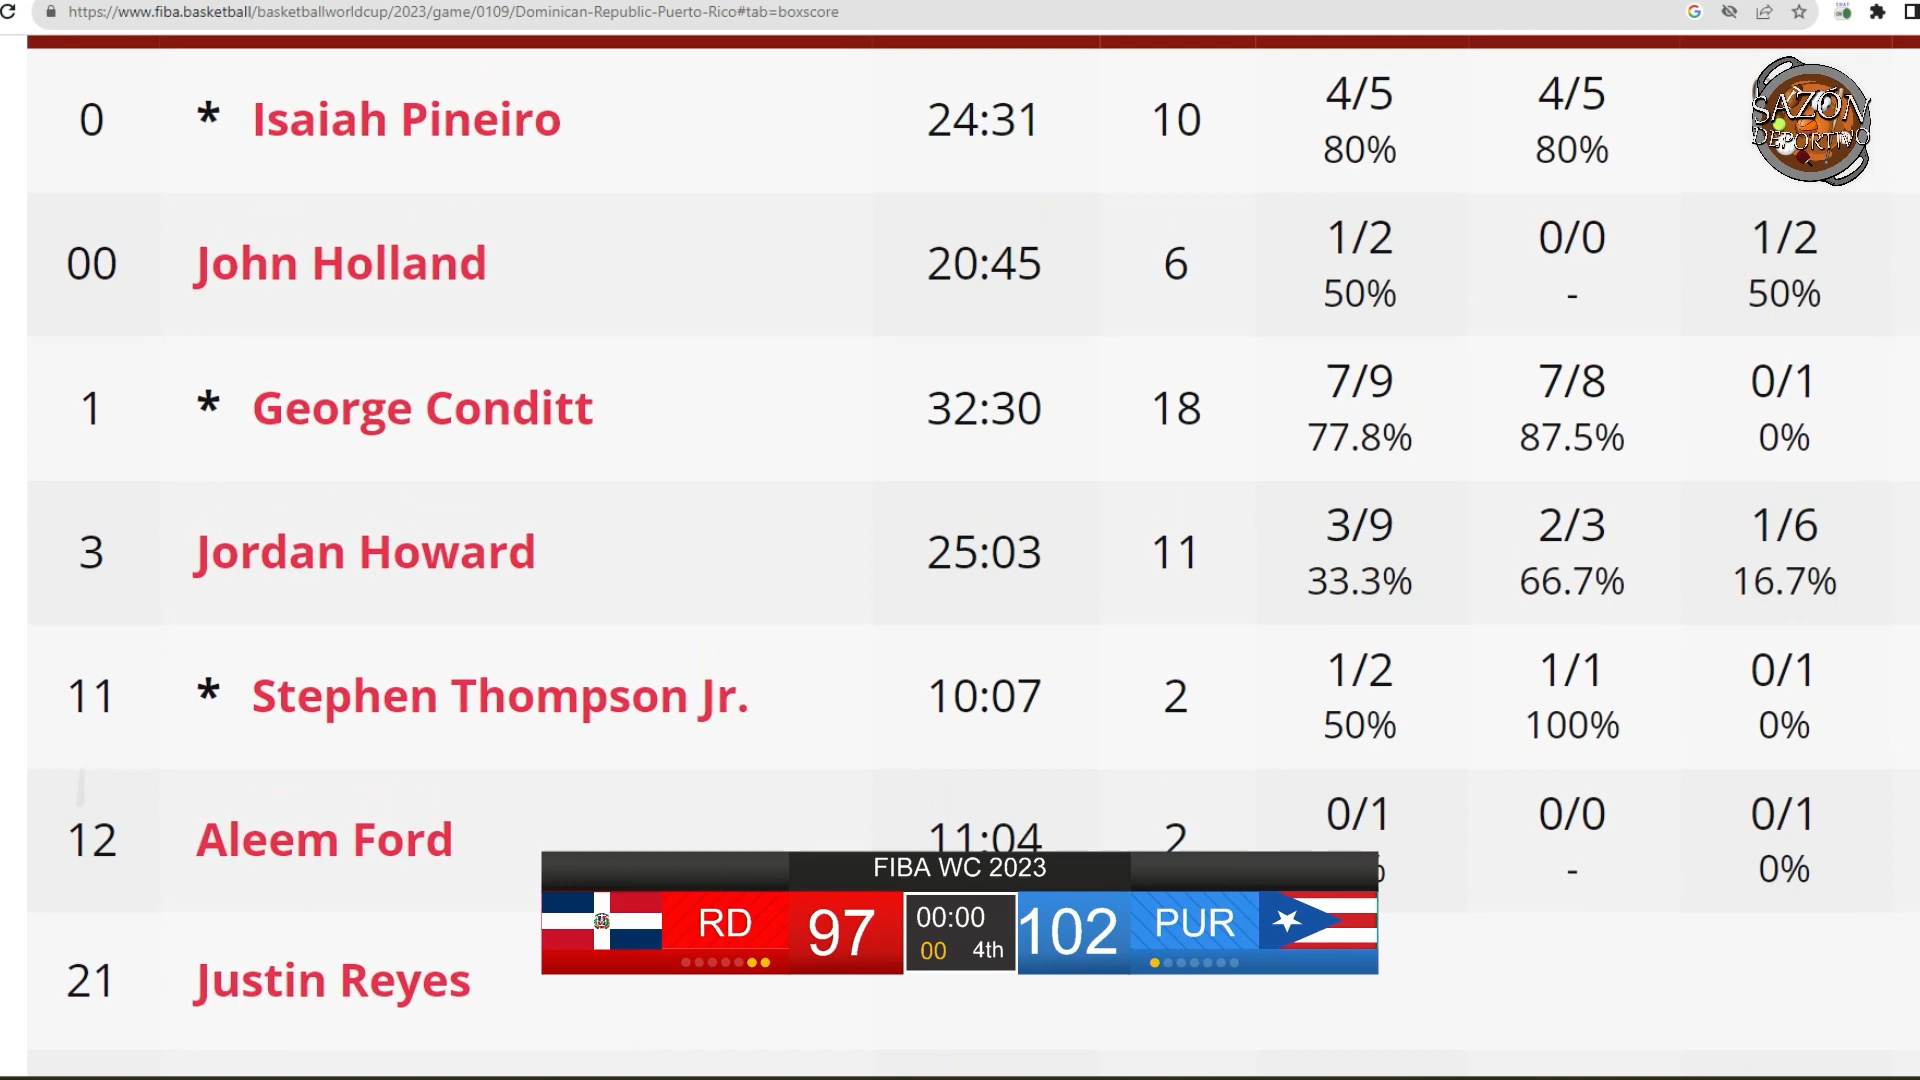 https://www.fiba.basketball/basketballworldcup/2023/game/0109/Dominican-Republic-Puerto-Rico#tab=boxscore
0 * Isaiah Pineiro 24:31 10 4/5 4/5
80% 80%
SAZÓN
DEPORTIVO
00 John Holland 20:45 6 1/2 0/0 1/2
50% - 50%
1 * George Conditt 32:30 18 7/9 7/8 0/1
77.8% 87.5% 0%
3 Jordan Howard 25:03 11 3/9 2/3 1/6
33.3% 66.7% 16.7%
11 * Stephen Thompson Jr. 10:07 2 1/2 1/1 0/1
50% 100% 0%
12 Aleem Ford 11:04 2 0/1 0/0 0/1
- 0%
FIBA WC 2023
RD 97 00:00 102 PUR
00 4th
21 Justin Reyes